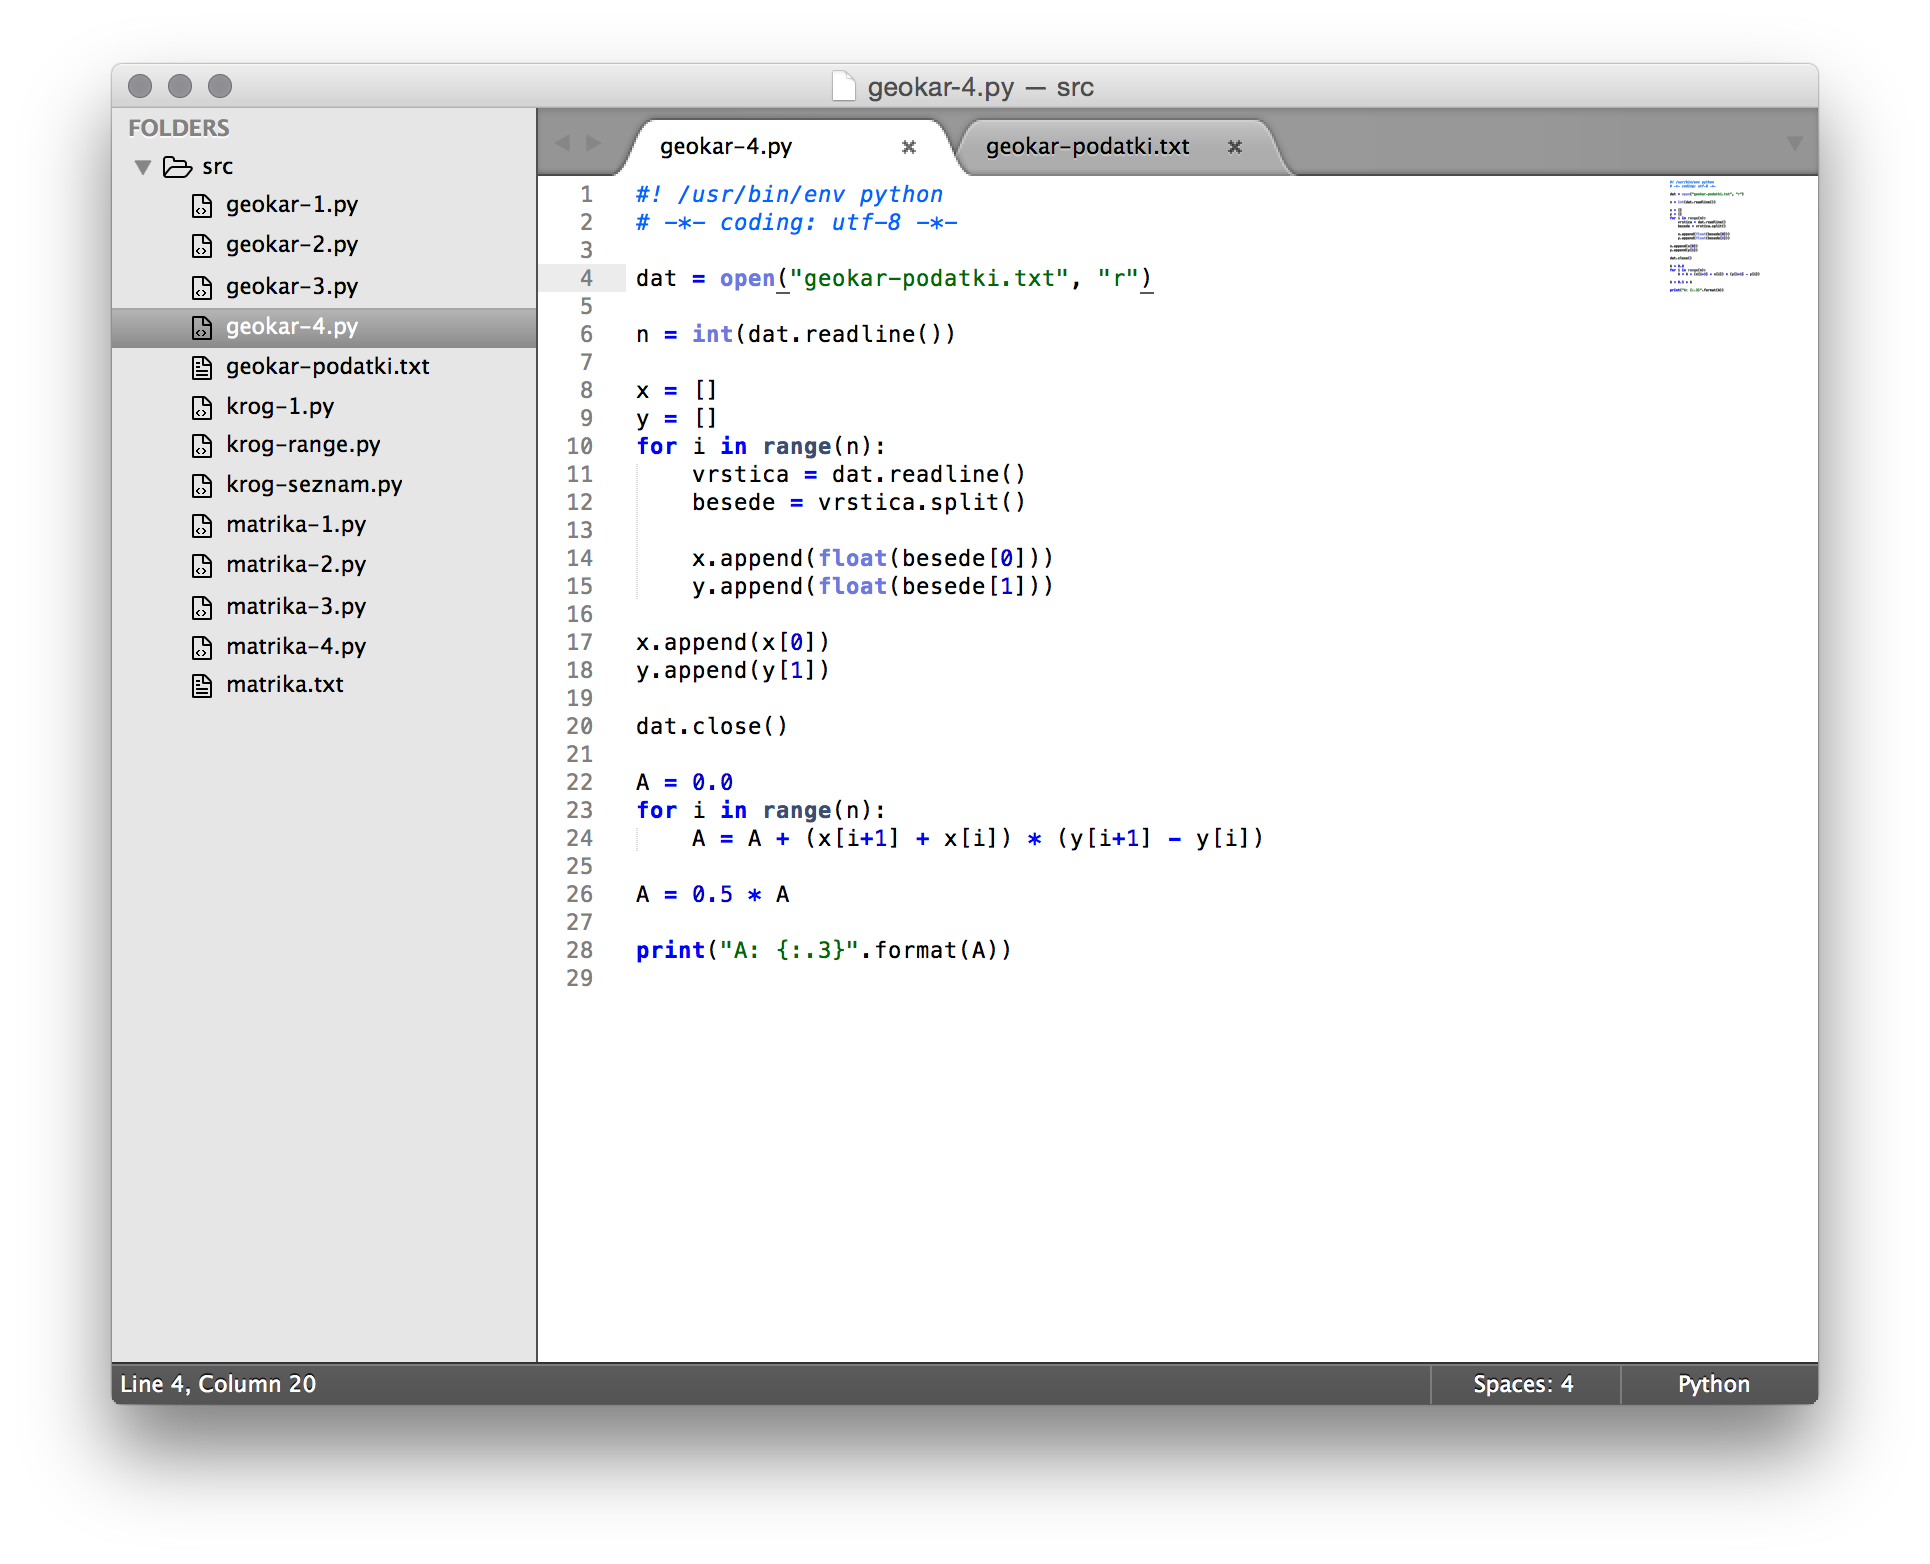 geokar-4.py — src
FOLDERS
src
geokar-1.py
geokar-2.py
geokar-3.py
geokar-4.py
geokar-podatki.txt
krog-1.py
krog-range.py
krog-seznam.py
matrika-1.py
matrika-2.py
matrika-3.py
matrika-4.py
matrika.txt
geokar-4.py geokar-podatki.txt
1 #! /usr/bin/env python
2 # -*- coding: utf-8 -*-
3
4 dat = open("geokar-podatki.txt", "r")
5
6 n = int(dat.readline())
7
8 x = []
9 y = []
10 for i in range(n):
11     vrstica = dat.readline()
12     besede = vrstica.split()
13
14     x.append(float(besede[0]))
15     y.append(float(besede[1]))
16
17 x.append(x[0])
18 y.append(y[1])
19
20 dat.close()
21
22 A = 0.0
23 for i in range(n):
24     A = A + (x[i+1] + x[i]) * (y[i+1] - y[i])
25
26 A = 0.5 * A
27
28 print("A: {:.3}".format(A))
29
Line 4, Column 20 Spaces: 4 Python